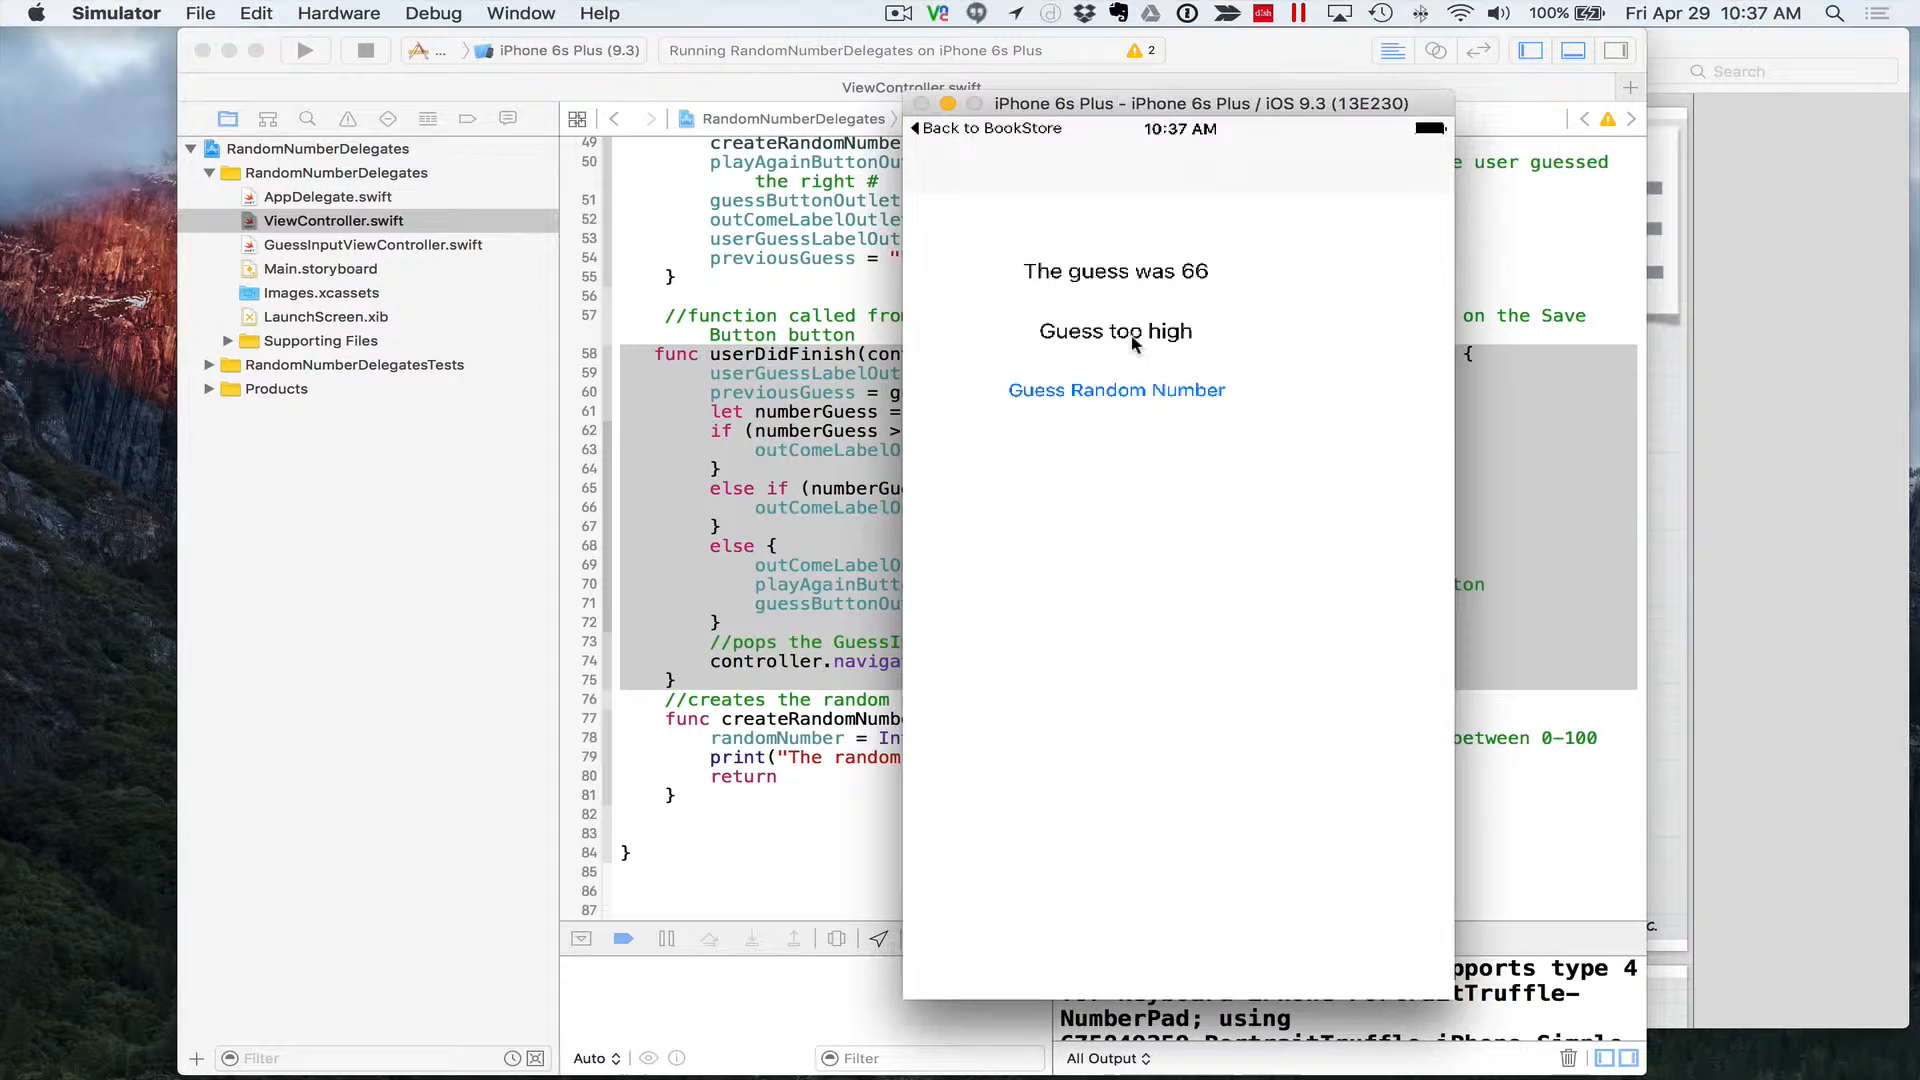 Simulator File Edit Hardware Debug Window Help 100% Fri Apr 29 10:37 AM
... iPhone 6s Plus (9.3) Running RandomNumberDelegates on iPhone 6s Plus 2
Search
ViewController.swift
iPhone 6s Plus - iPhone 6s Plus / iOS 9.3 (13E230)
RandomNumberDelegates
Back to BookStore 10:37 AM
RandomNumberDelegates
RandomNumberDelegates
AppDelegate.swift
ViewController.swift
GuessInputViewController.swift
Main.storyboard
Images.xcassets
LaunchScreen.xib
Supporting Files
RandomNumberDelegatesTests
Products
49 createRandomNumber
50 playAgainButtonOu e user guessed
the right #
51 guessButtonOutlet
52 outComeLabelOutle
53 userGuessLabelOut
54 previousGuess = "
55 }
56
57 //function called fro on the Save
Button button
58 func userDidFinish(con {
59 userGuessLabelOut
60 previousGuess = g
61 let numberGuess =
62 if (numberGuess >
63 outComeLabelO
64 }
65 else if (numberGu
66 outComeLabelO
67 }
68 else {
69 outComeLabelO
70 playAgainButt ton
71 guessButtonOu
72 }
73 //pops the GuessI
74 controller.naviga
75 }
76 //creates the random
77 func createRandomNumb
78 randomNumber = In between 0-100
79 print("The random
80 return
81 }
82
83
84 }
85
86
87
The guess was 66
Guess too high
Guess Random Number
c.
pports type 4
tTruffle-
NumberPad; using
Filter
Auto
Filter
All Output